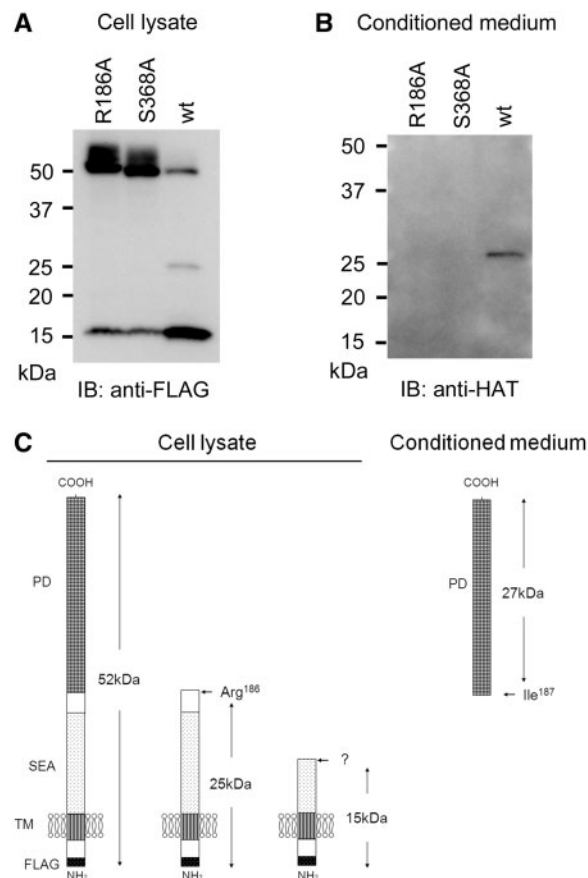 A Cell lysate
R186A S368A wt
50
37
25
20
15
kDa
IB: anti-FLAG
B Conditioned medium
R186A S368A wt
50
37
25
20
15
kDa
IB: anti-HAT
C Cell lysate Conditioned medium
COOH
PD
52kDa
SEA
TM
FLAG
NH₂
Arg¹⁸⁶
25kDa
NH₂
?
15kDa
NH₂
COOH
PD
27kDa
Ile¹⁸⁷